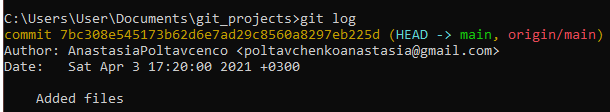 C:\Users\User\Documents\git_projects>git log
commit 7bc308e545173b62d6e7ad29c8560a8297eb225d (HEAD -> main, origin/main)
Author: AnastasiaPoltavcenco <poltavchenkoanastasia@gmail.com>
Date:   Sat Apr 3 17:20:00 2021 +0300
    Added files